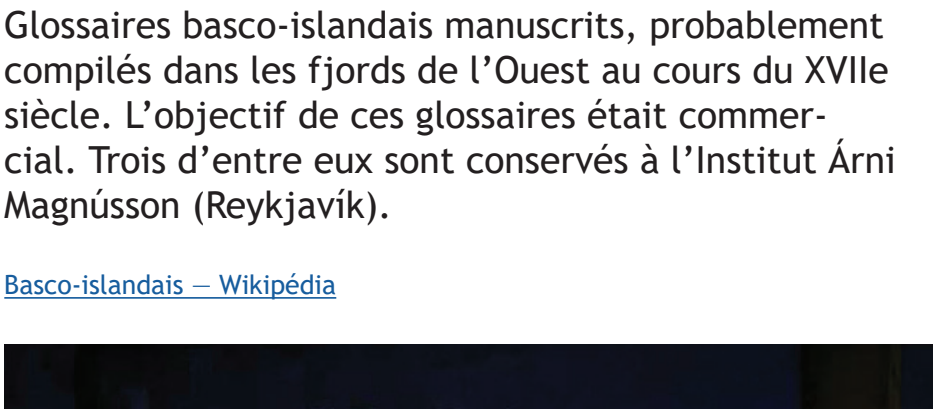 Glossaires basco-islandais manuscrits, probablement
compilés dans les fjords de l’Ouest au cours du XVIIe
siècle. L’objectif de ces glossaires était commer-
cial. Trois d’entre eux sont conservés à l’Institut Árni
Magnússon (Reykjavík).
Basco-islandais — Wikipédia